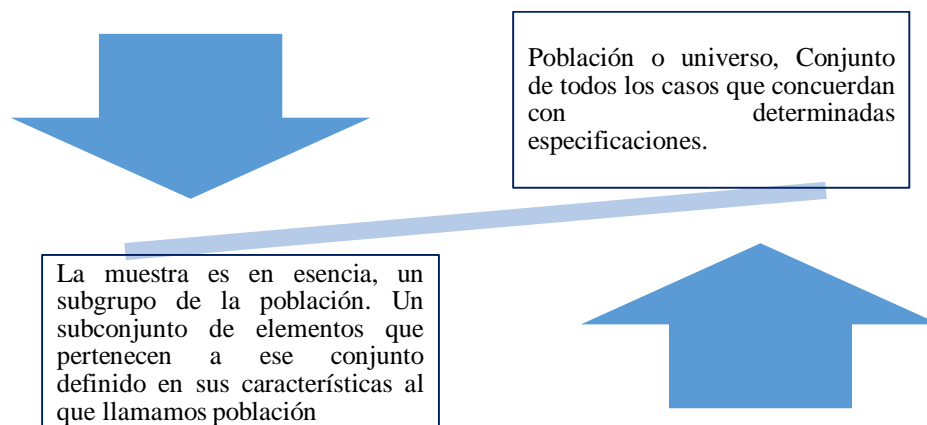 Población o universo, Conjunto
de todos los casos que concuerdan
con determinadas
especificaciones.
La muestra es en esencia, un
subgrupo de la población. Un
subconjunto de elementos que
pertenecen a ese conjunto
definido en sus características al
que llamamos población